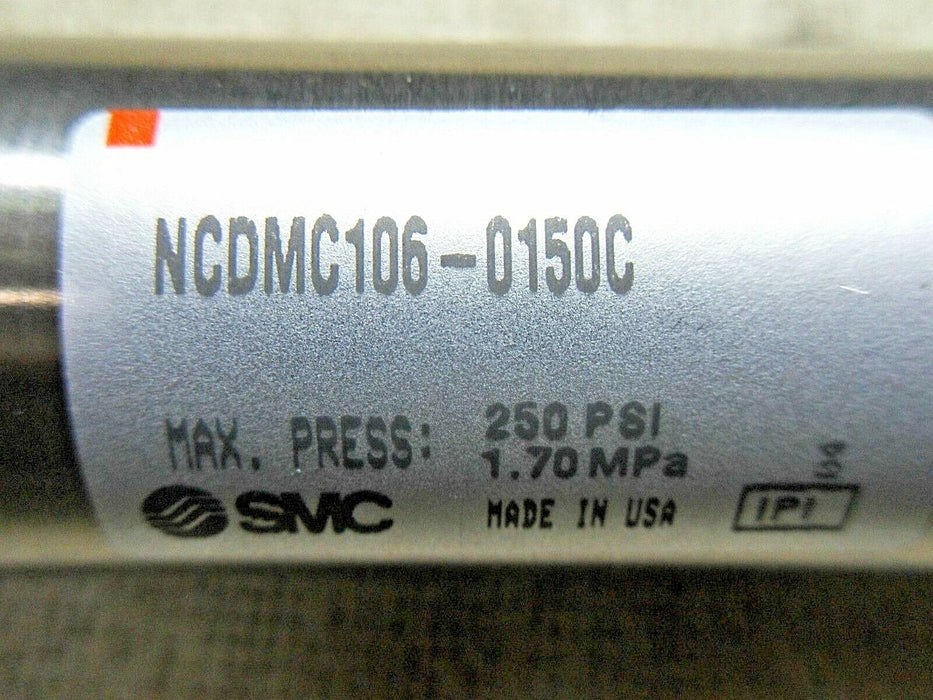 NCDMC106-0150C
MAX. PRESS: 250 PSI
1.70 MPa
SMC MADE IN USA IPI